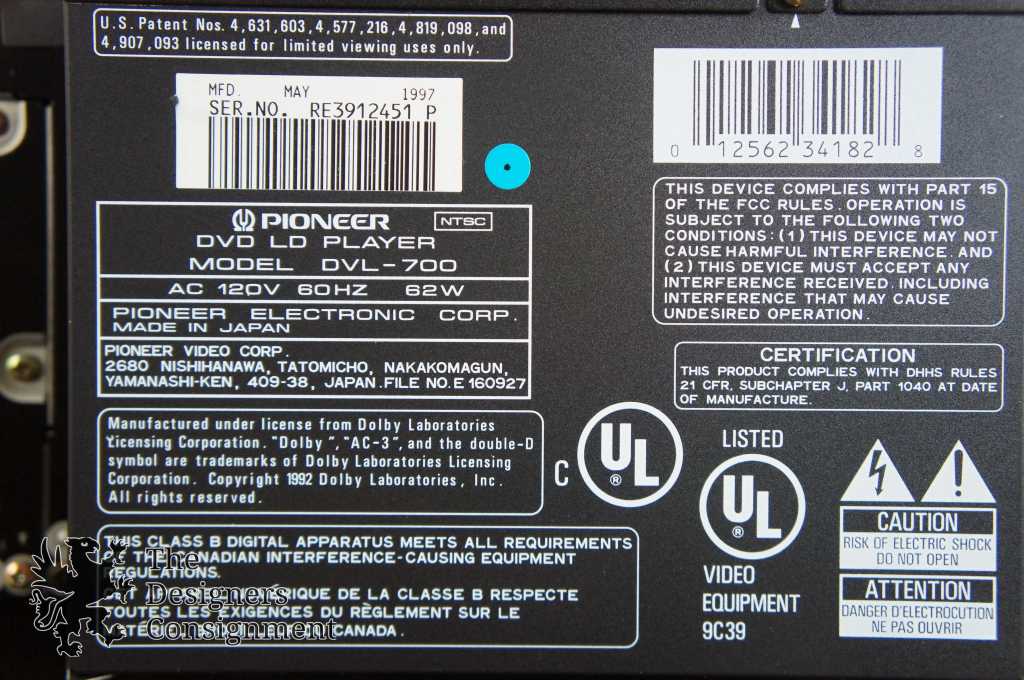 U.S. Patent Nos. 4,631,603, 4,577,216, 4,819,098, and
4,907,093 licensed for limited viewing uses only.
MFD. MAY 1997
SER.NO. RE3912451 P
0 12562 34182 8
PIONEER NTSC
DVD LD PLAYER
MODEL DVL-700
AC 120V 60HZ 62W
PIONEER ELECTRONIC CORP.
MADE IN JAPAN
PIONEER VIDEO CORP.
2680 NISHIHANAWA, TATOMICHO, NAKAKOMAGUN,
YAMANASHI-KEN, 409-38, JAPAN. FILE NO. E 160927
THIS DEVICE COMPLIES WITH PART 15
OF THE FCC RULES. OPERATION IS
SUBJECT TO THE FOLLOWING TWO
CONDITIONS: (1) THIS DEVICE MAY NOT
CAUSE HARMFUL INTERFERENCE. AND
(2) THIS DEVICE MUST ACCEPT ANY
INTERFERENCE RECEIVED. INCLUDING
INTERFERENCE THAT MAY CAUSE
UNDESIRED OPERATION.
CERTIFICATION
THIS PRODUCT COMPLIES WITH DHHS RULES
21 CFR, SUBCHAPTER J, PART 1040 AT DATE
OF MANUFACTURE.
Manufactured under license from Dolby Laboratories
Licensing Corporation. "Dolby", "AC-3", and the double-D
symbol are trademarks of Dolby Laboratories Licensing
Corporation. Copyright 1992 Dolby Laboratories, Inc.
All rights reserved.
C UL ®
LISTED
UL ®
VIDEO
EQUIPMENT
9C39
CAUTION
RISK OF ELECTRIC SHOCK
DO NOT OPEN
ATTENTION
DANGER D'ELECTROCUTION
NE PAS OUVRIR
THIS CLASS B DIGITAL APPARATUS MEETS ALL REQUIREMENTS
OF THE CANADIAN INTERFERENCE-CAUSING EQUIPMENT
REGULATIONS.
DE LA CLASSE B RESPECTE
TOUTES LES EXIGENCES DU RÈGLEMENT SUR LE
CANADA.
The
Designers
Consignment